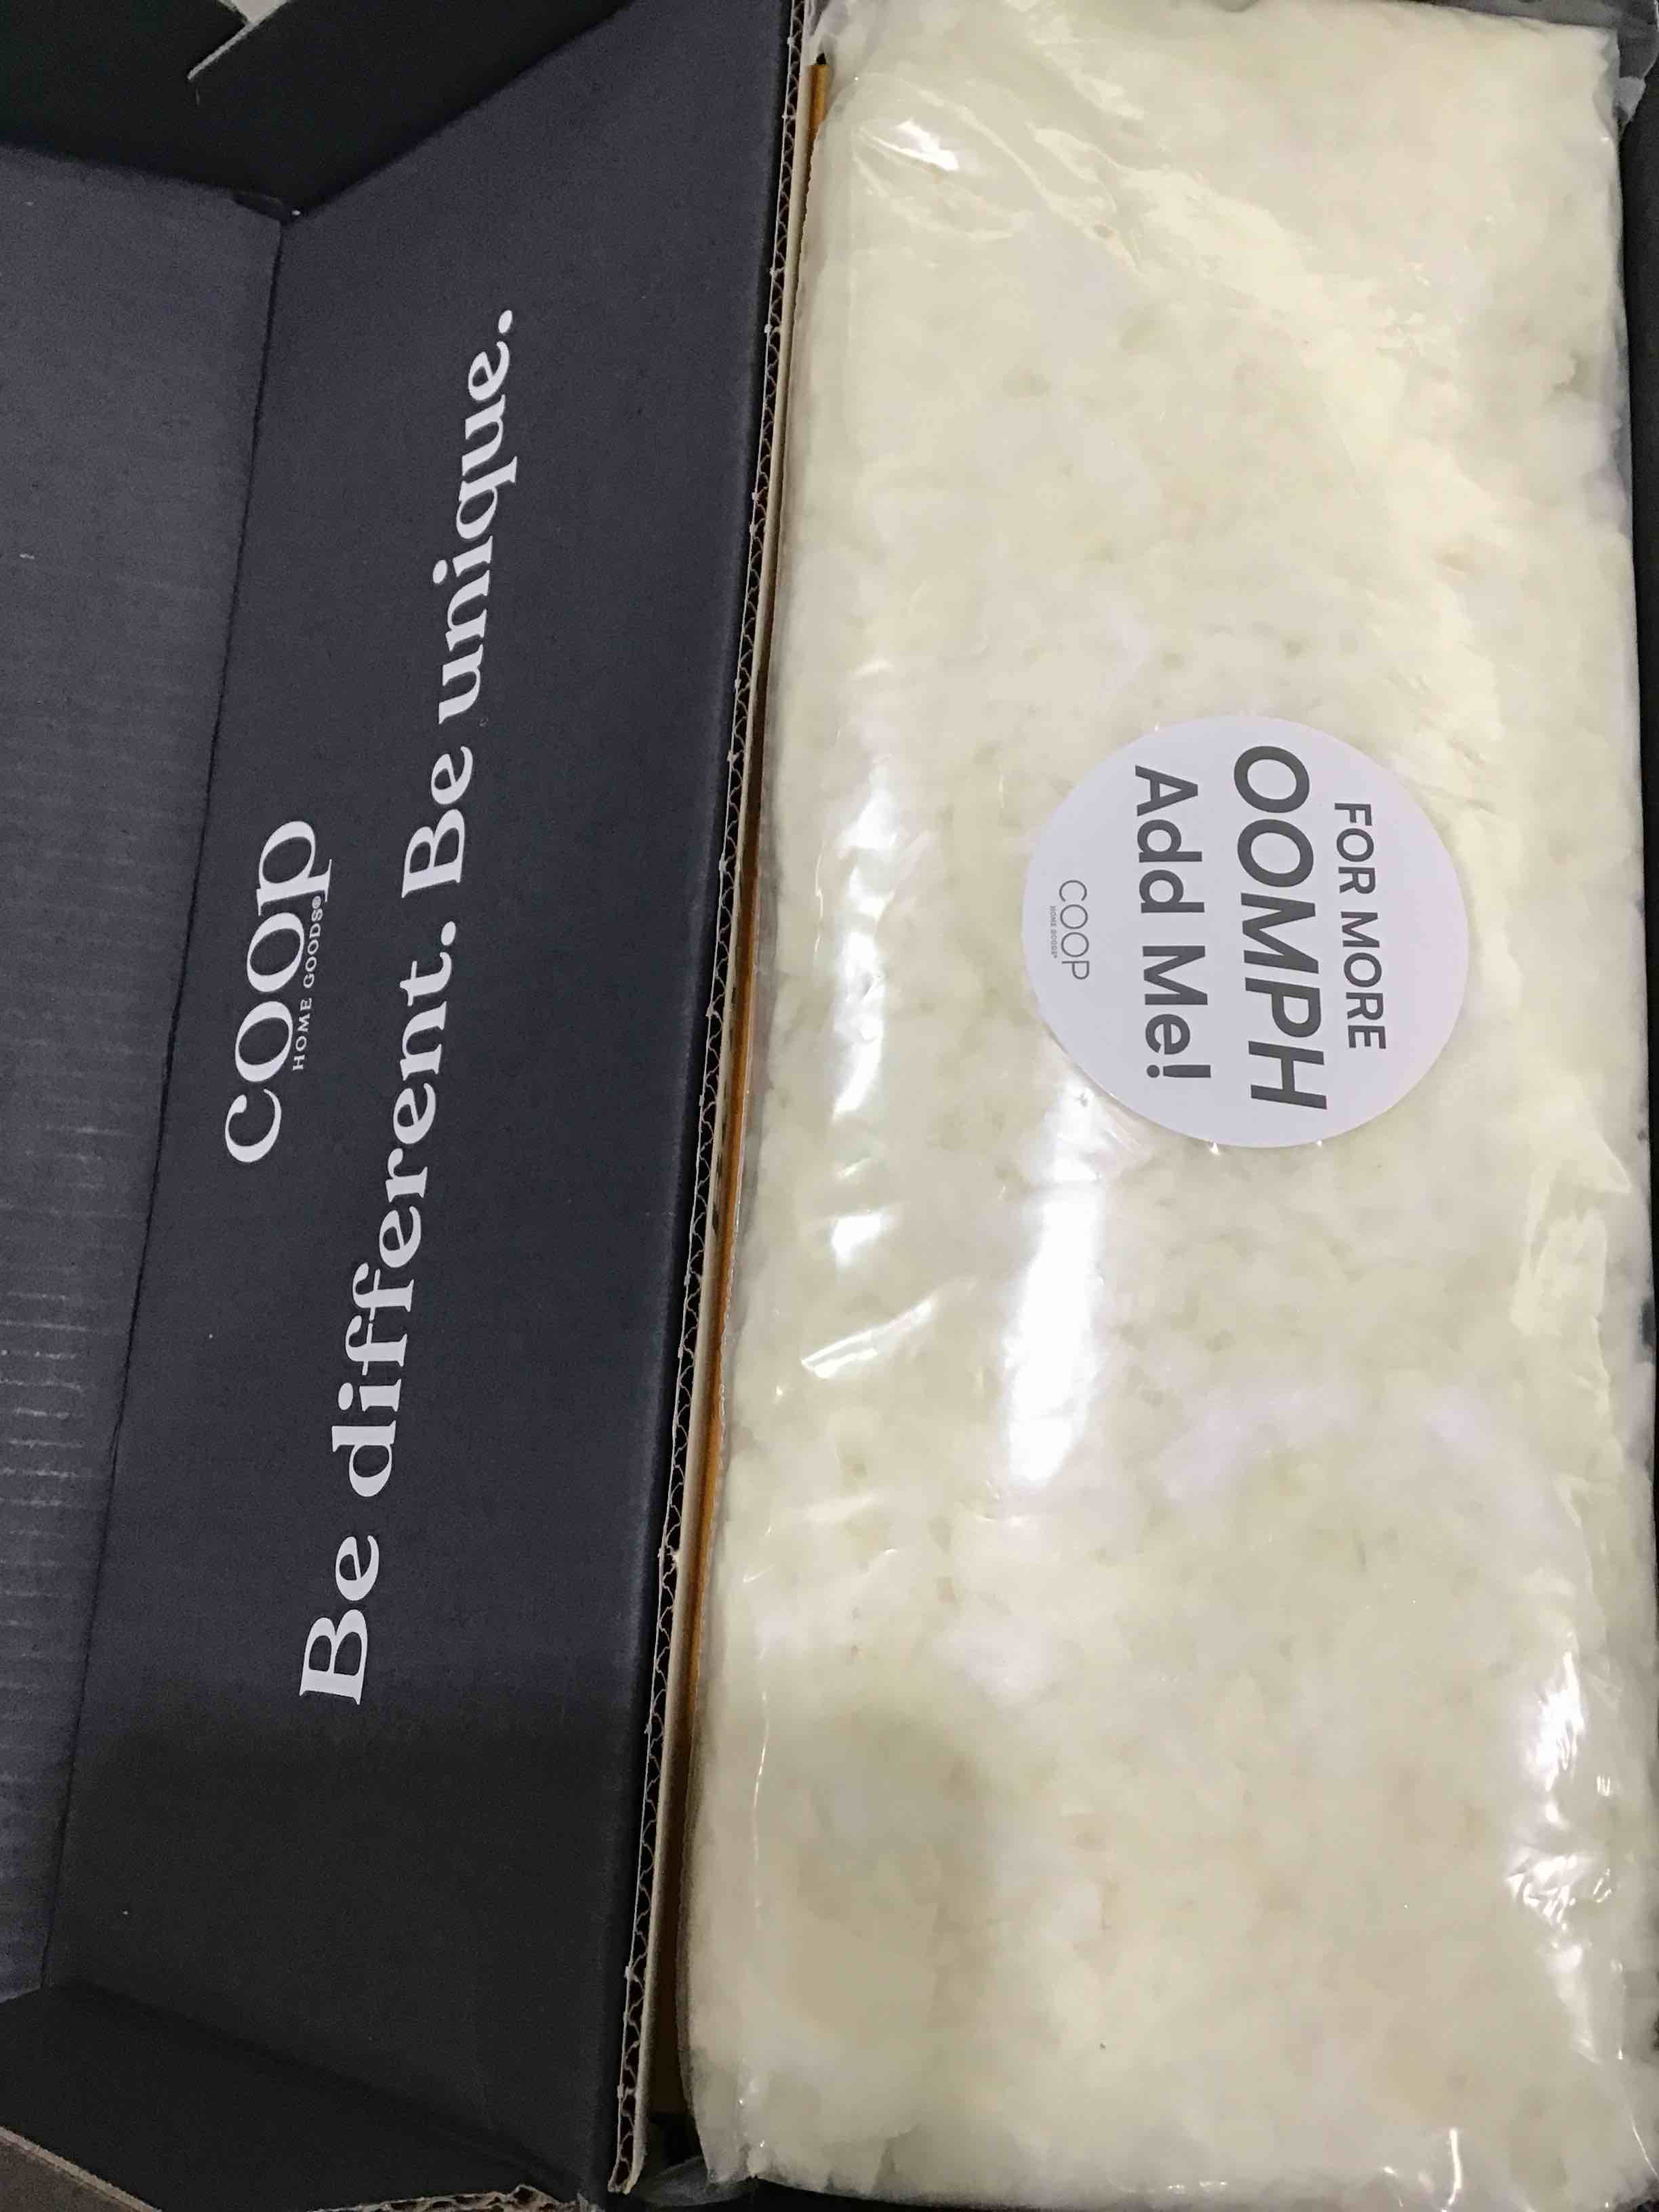 coop
HOME GOODS®
Be different. Be unique.
FOR MORE
OOMPH
Add Me!
COOP
HOME GOODS®